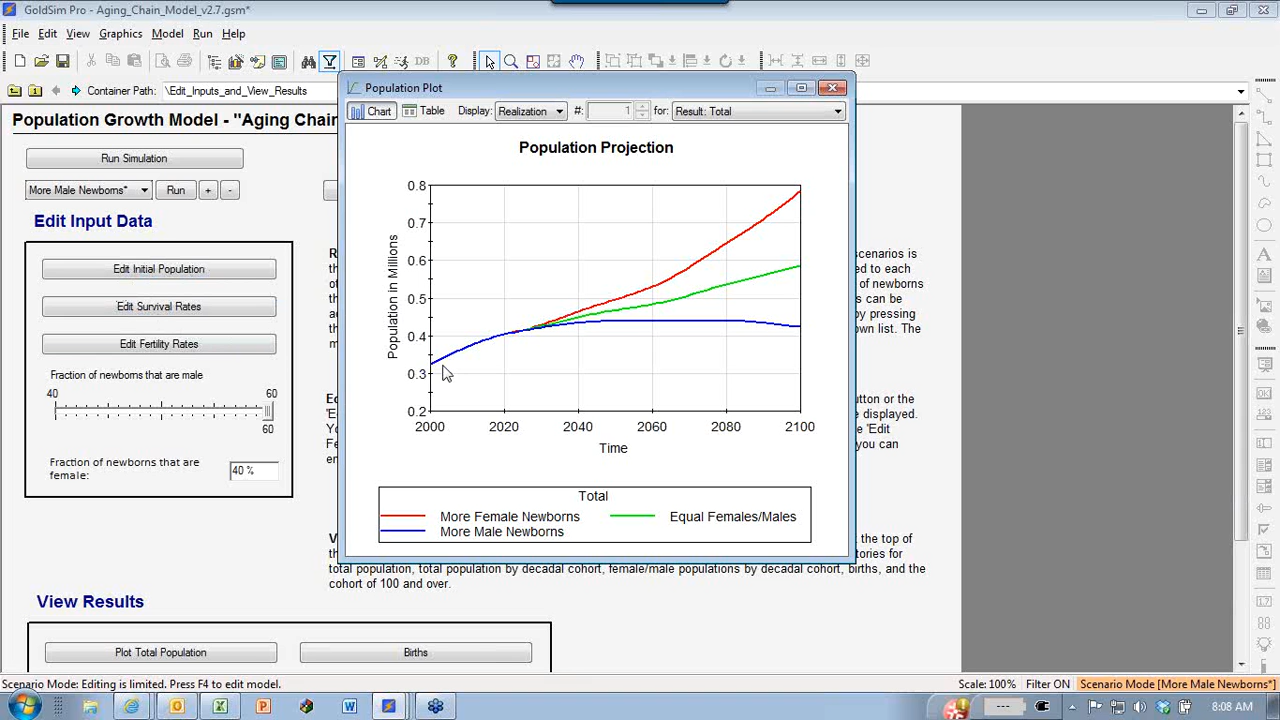 GoldSim Pro - Aging_Chain_Model_v2.7.gsm*
File Edit View Graphics Model Run Help
DB
Container Path: \Edit_Inputs_and_View_Results
Population Growth Model - "Aging Chain
Run Simulation
More Male Newborns* Run + -
Edit Input Data
Edit Initial Population
Edit Survival Rates
Edit Fertility Rates
Fraction of newborns that are male
40 60
60
Fraction of newborns that are
female: 40 %
View Results
Plot Total Population Births
Population Plot
Chart Table Display: Realization #: 1 for: Result: Total
Population Projection
Population in Millions
0.8
0.7
0.6
0.5
0.4
0.3
0.2
2000 2020 2040 2060 2080 2100
Time
Total
More Female Newborns Equal Females/Males
More Male Newborns
scenarios is
ed to each
of newborns
s can be
by pressing
own list. The
button or the
e displayed.
'Edit
you can
the top of
tories for
total population, total population by decadal cohort, female/male populations by decadal cohort, births, and the
cohort of 100 and over.
Scenario Mode: Editing is limited. Press F4 to edit model. Scale: 100% Filter ON Scenario Mode [More Male Newborns*]
8:08 AM